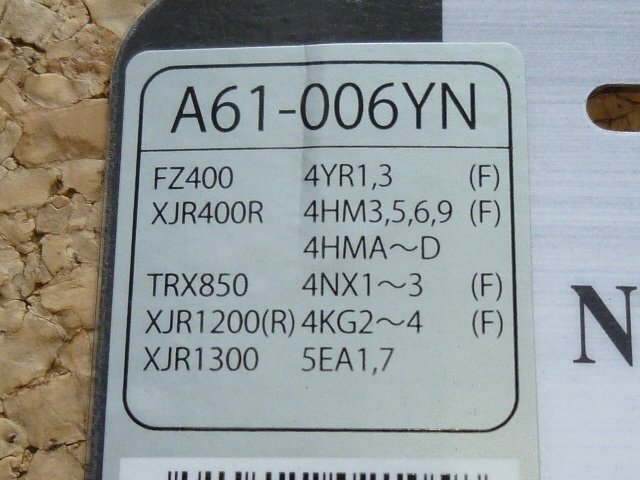 A61-006YN
FZ400 4YR1,3 (F)
XJR400R 4HM3,5,6,9 (F)
4HMA～D
TRX850 4NX1～3 (F)
XJR1200(R) 4KG2～4 (F)
XJR1300 5EA1,7
N